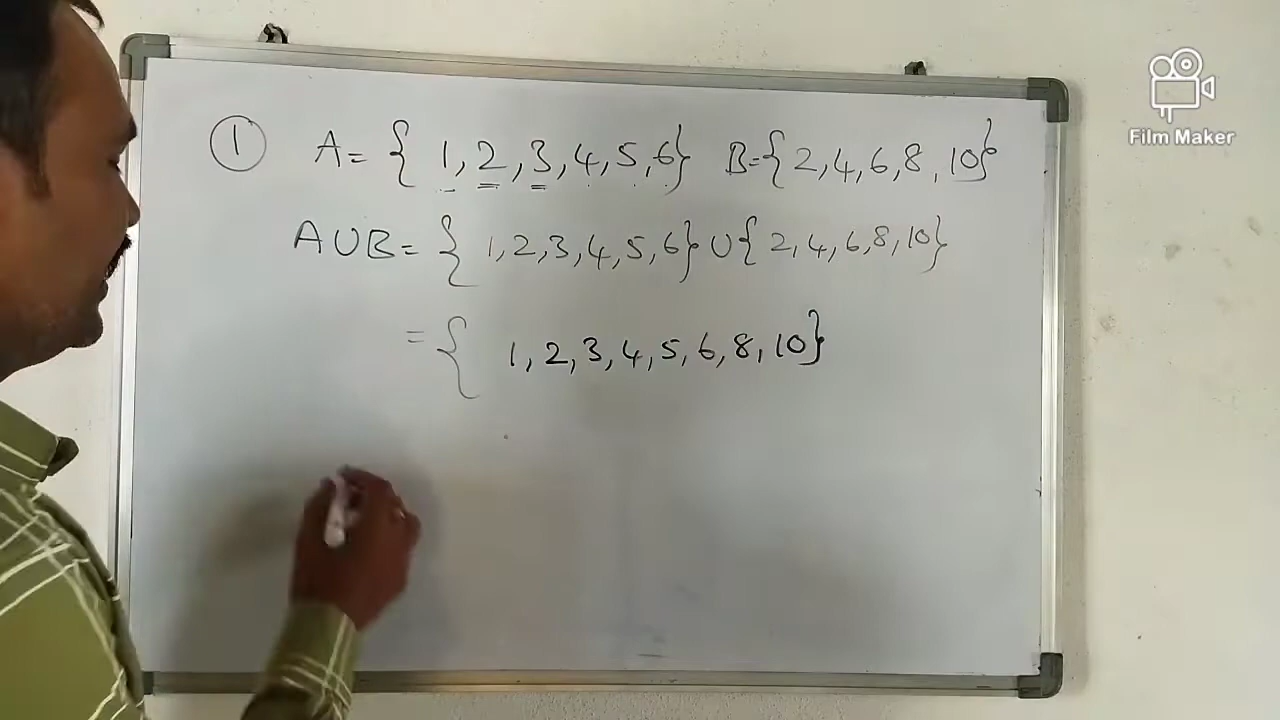 ① A = { 1, 2, 3, 4, 5, 6} B = { 2, 4, 6, 8, 10}
A U B = { 1, 2, 3, 4, 5, 6} U { 2, 4, 6, 8, 10}
= { 1, 2, 3, 4, 5, 6, 8, 10}
Film Maker